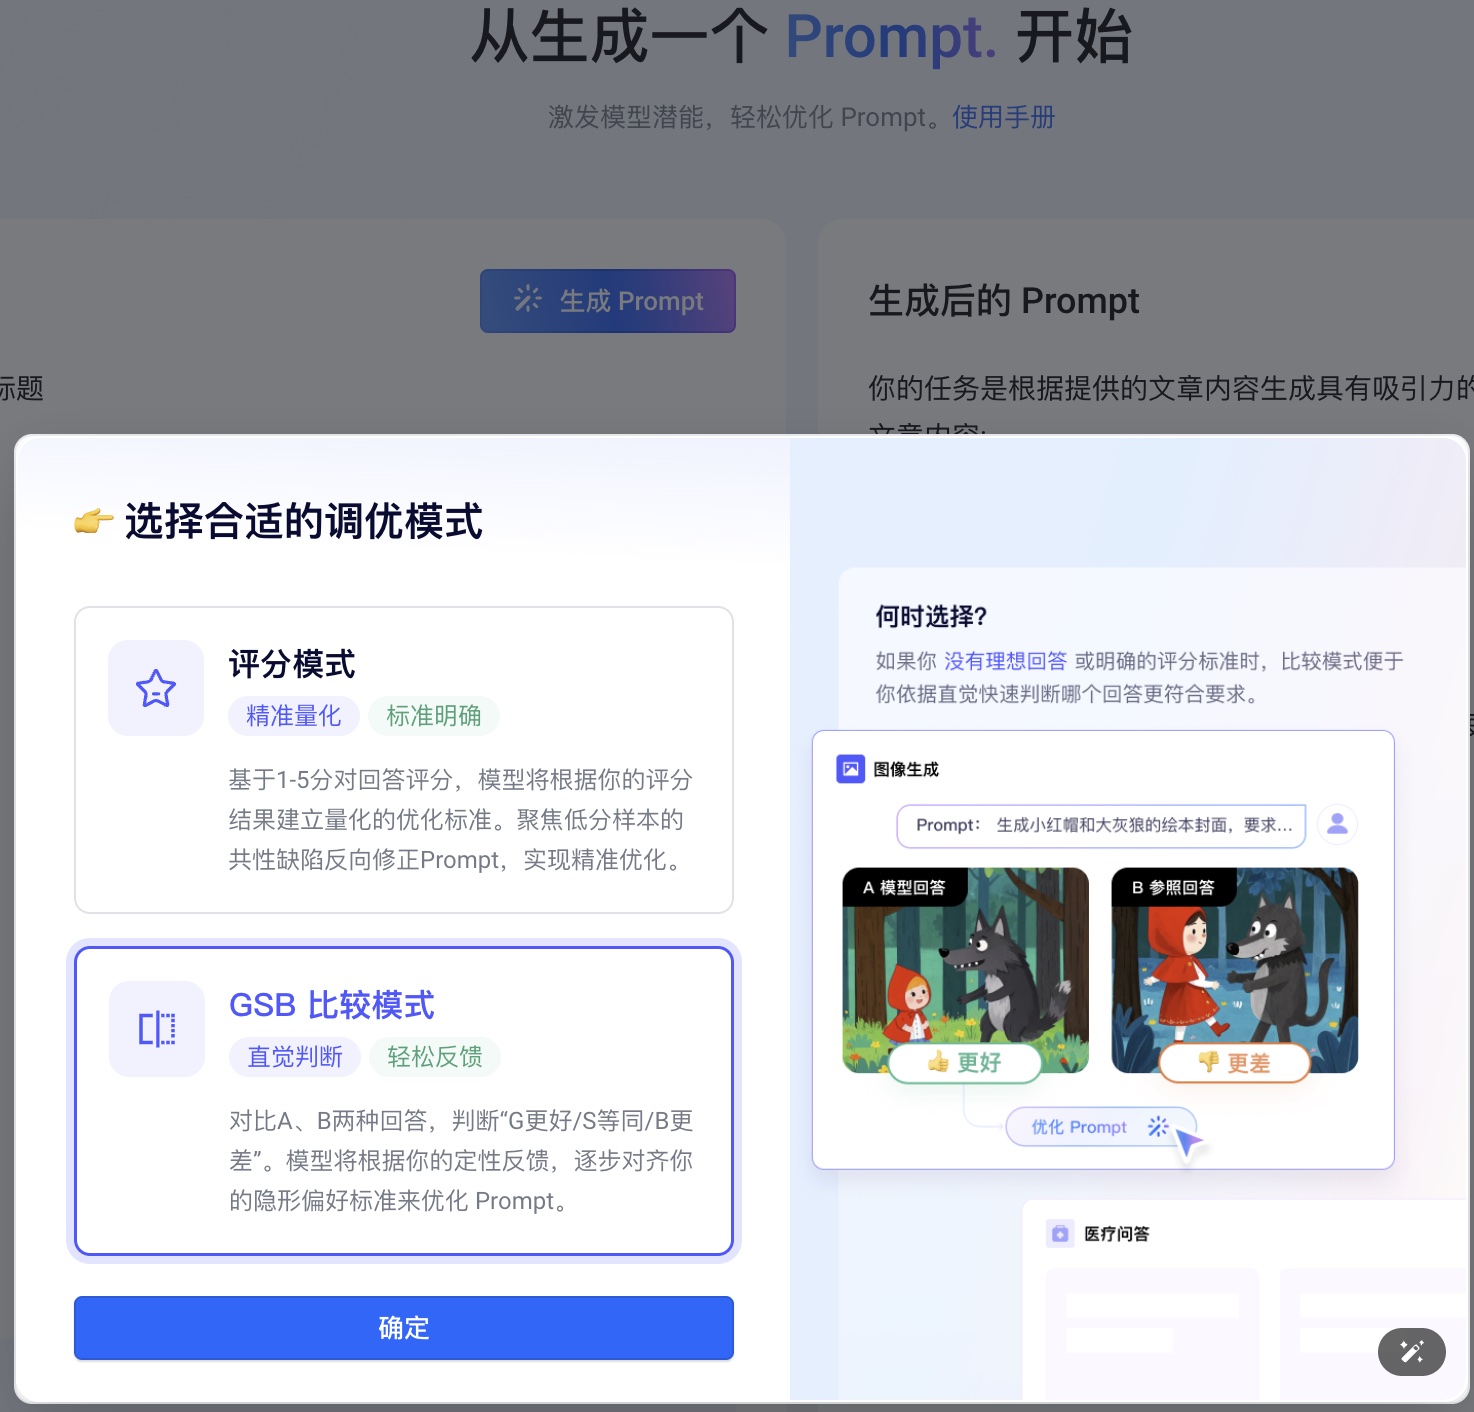 从生成一个 Prompt. 开始
激发模型潜能，轻松优化 Prompt。使用手册
生成 Prompt
标题
生成后的 Prompt
你的任务是根据提供的文章内容生成具有吸引力的
文章内容:
👉 选择合适的调优模式
评分模式
精准量化 标准明确
基于1-5分对回答评分，模型将根据你的评分
结果建立量化的优化标准。聚焦低分样本的
共性缺陷反向修正Prompt，实现精准优化。
GSB 比较模式
直觉判断 轻松反馈
对比A、B两种回答，判断“G更好/S等同/B更
差”。模型将根据你的定性反馈，逐步对齐你
的隐形偏好标准来优化 Prompt。
确定
何时选择?
如果你 没有理想回答 或明确的评分标准时，比较模式便于
你依据直觉快速判断哪个回答更符合要求。
图像生成
Prompt： 生成小红帽和大灰狼的绘本封面，要求...
A 模型回答
B 参照回答
👍 更好
👎 更差
优化 Prompt
医疗问答